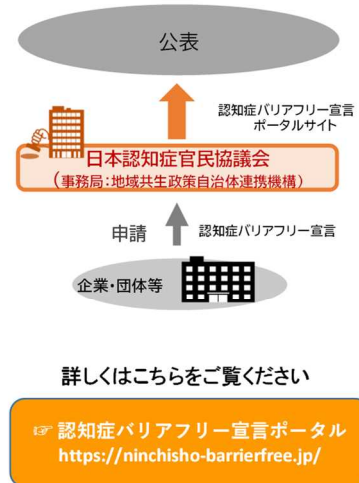 公表
認知症バリアフリー宣言
ポータルサイト
日本認知症官民協議会
(事務局:地域共生政策自治体連携機構)
申請
認知症バリアフリー宣言
企業・団体等
詳しくはこちらをご覧ください
☞ 認知症バリアフリー宣言ポータル
https://ninchisho-barrierfree.jp/